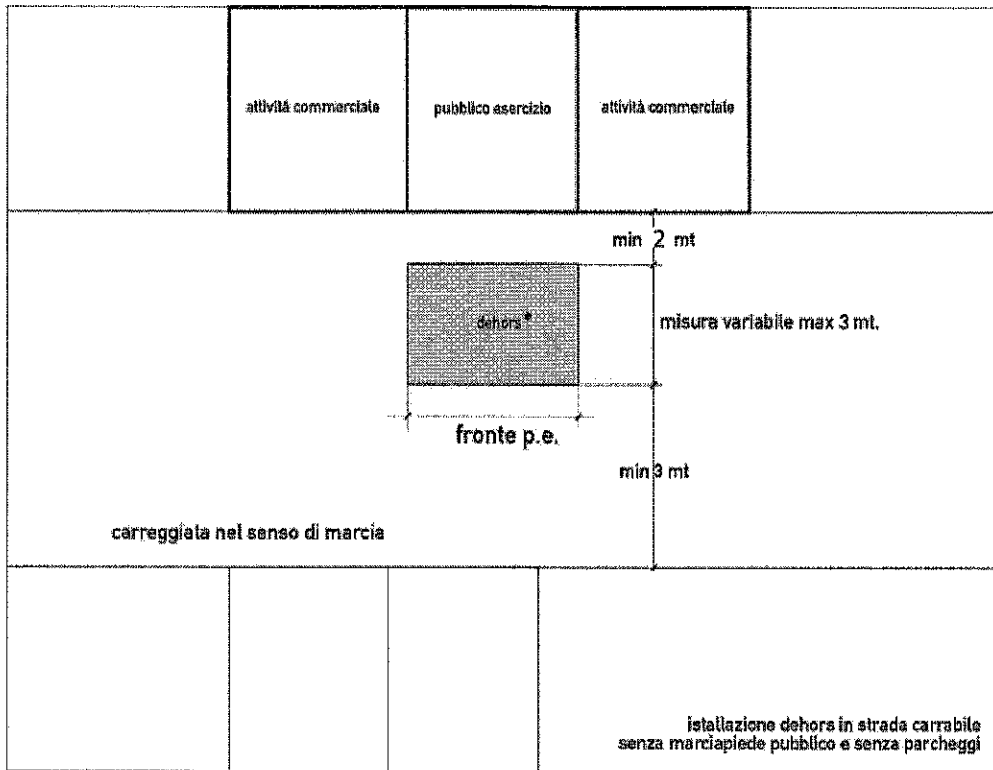 attività commerciale
pubblico esercizio
attività commerciale
min 2 mt
dehors *
misura variabile max 3 mt.
fronte p.e.
min 3 mt
carreggiata nel senso di marcia
istallazione dehors in strada carrabile
senza marciapiede pubblico e senza parcheggi